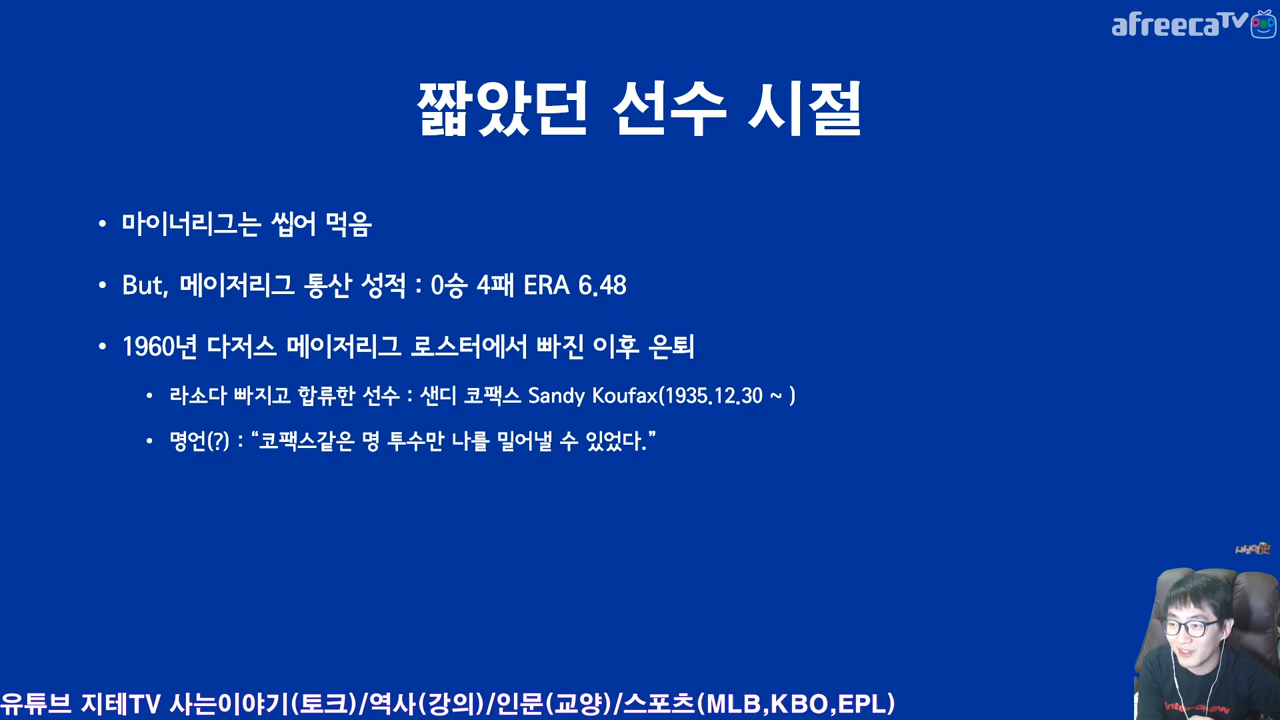 afreecaTV
짧았던 선수 시절
• 마이너리그는 씹어 먹음
• But, 메이저리그 통산 성적 : 0승 4패 ERA 6.48
• 1960년 다저스 메이저리그 로스터에서 빠진 이후 은퇴
• 라소다 빠지고 합류한 선수 : 샌디 코팩스 Sandy Koufax(1935.12.30 ~ )
• 명언(?) : “코팩스같은 명 투수만 나를 밀어낼 수 있었다.”
유튜브 지테TV 사는이야기(토크)/역사(강의)/인문(교양)/스포츠(MLB,KBO,EPL)